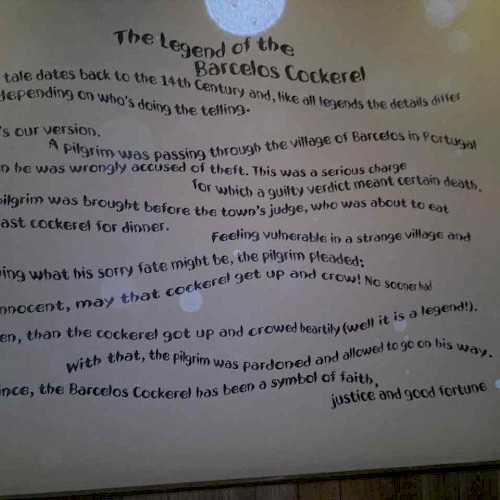 The Legend of the
Barcelos Cockerel
tale dates back to the 14th Century and, like all legends the details differ
depending on who's doing the telling.
's our version.
A pilgrim was passing through the village of Barcelos in Portugal
n he was wrongly accused of theft. This was a serious charge
for which a guilty verdict meant certain death.
pilgrim was brought before the town's judge, who was about to eat
ast cockerel for dinner.
Feeling vulnerable in a strange village and
ing what his sorry fate might be, the pilgrim pleaded:
nnocent, may that cockerel get up and crow! No sooner had
en, than the cockerel got up and crowed heartily (well it is a legend!).
With that, the pilgrim was pardoned and allowed to go on his way.
ince, the Barcelos Cockerel has been a symbol of faith,
justice and good fortune